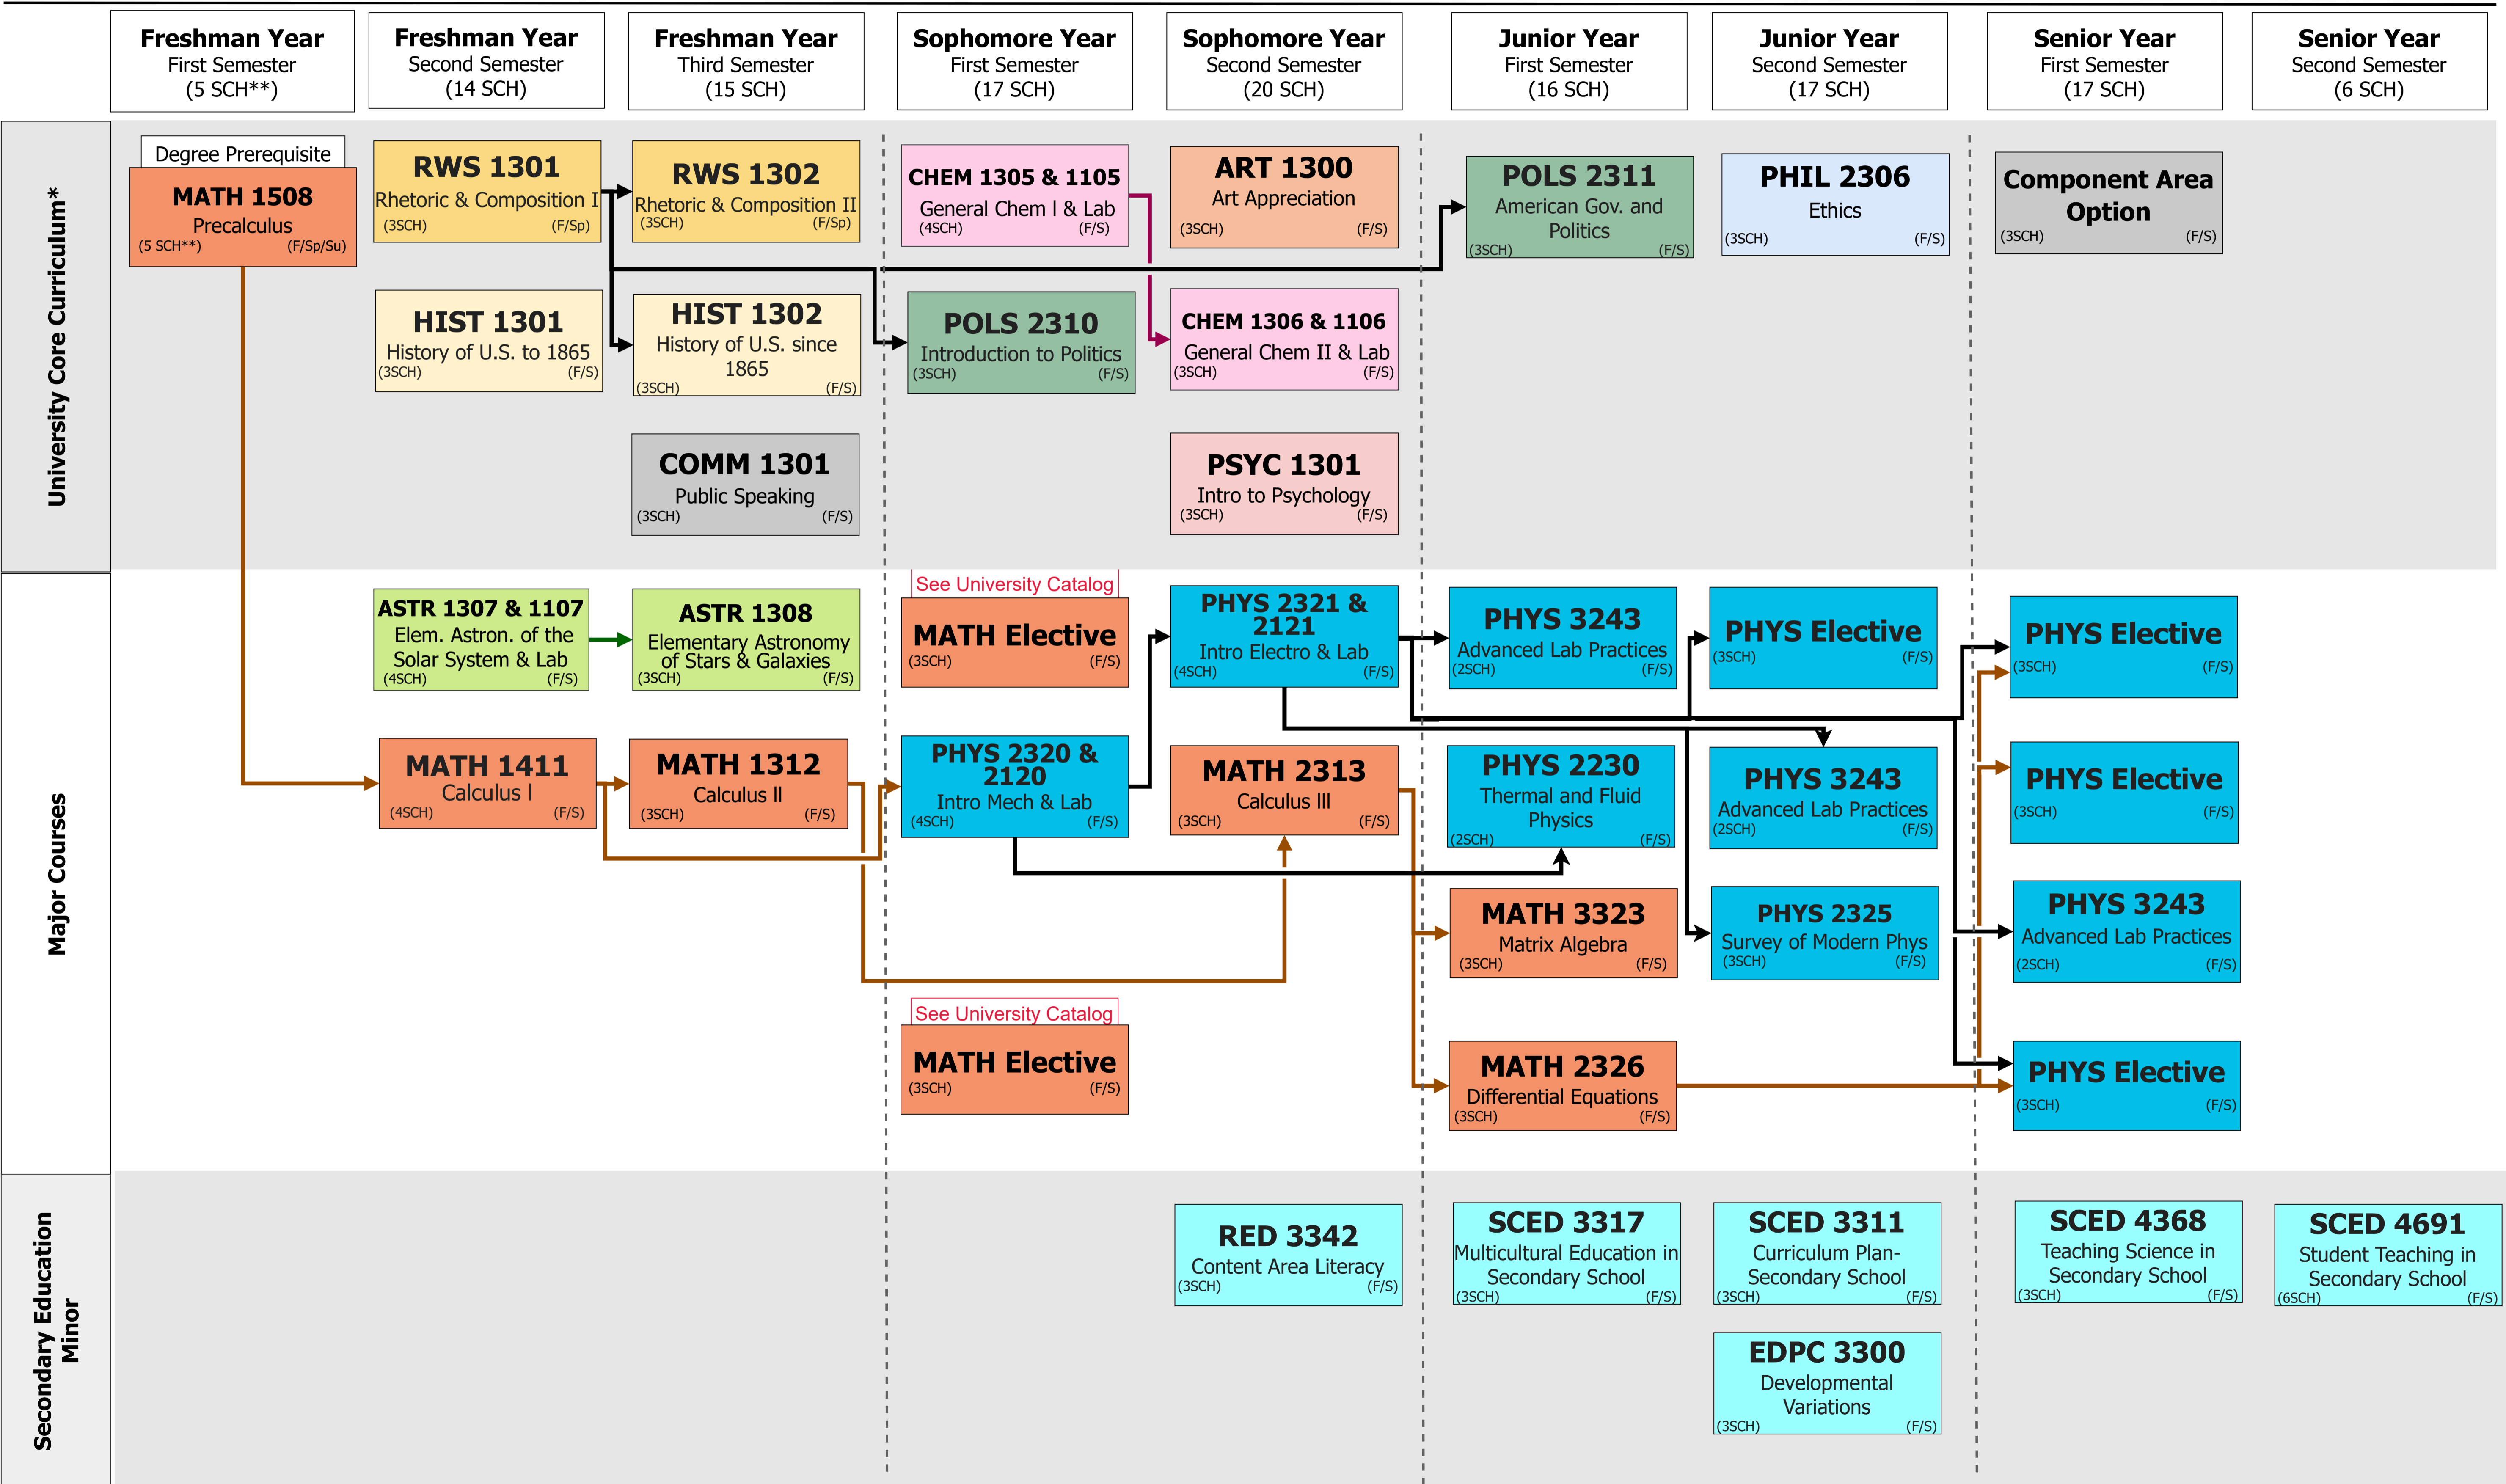 Freshman Year
First Semester
(5 SCH**)
Freshman Year
Second Semester
(14 SCH)
Freshman Year
Third Semester
(15 SCH)
Sophomore Year
First Semester
(17 SCH)
Sophomore Year
Second Semester
(20 SCH)
Junior Year
First Semester
(16 SCH)
Junior Year
Second Semester
(17 SCH)
Senior Year
First Semester
(17 SCH)
Senior Year
Second Semester
(6 SCH)
University Core Curriculum*
Degree Prerequisite
MATH 1508
Precalculus
(5 SCH**) (F/Sp/Su)
RWS 1301
Rhetoric & Composition I
(3SCH) (F/Sp)
RWS 1302
Rhetoric & Composition II
(3SCH) (F/Sp)
CHEM 1305 & 1105
General Chem I & Lab
(4SCH) (F/S)
ART 1300
Art Appreciation
(3SCH) (F/S)
POLS 2311
American Gov. and
Politics
(3SCH) (F/S)
PHIL 2306
Ethics
(3SCH) (F/S)
Component Area
Option
(3SCH) (F/S)
HIST 1301
History of U.S. to 1865
(3SCH) (F/S)
HIST 1302
History of U.S. since
1865
(3SCH) (F/S)
POLS 2310
Introduction to Politics
(3SCH) (F/S)
CHEM 1306 & 1106
General Chem II & Lab
(3SCH) (F/S)
COMM 1301
Public Speaking
(3SCH) (F/S)
PSYC 1301
Intro to Psychology
(3SCH) (F/S)
Major Courses
ASTR 1307 & 1107
Elem. Astron. of the
Solar System & Lab
(4SCH) (F/S)
ASTR 1308
Elementary Astronomy
of Stars & Galaxies
(3SCH) (F/S)
See University Catalog
MATH Elective
(3SCH) (F/S)
PHYS 2321 &
2121
Intro Electro & Lab
(4SCH) (F/S)
PHYS 3243
Advanced Lab Practices
(2SCH) (F/S)
PHYS Elective
(3SCH) (F/S)
PHYS Elective
(3SCH) (F/S)
MATH 1411
Calculus I
(4SCH) (F/S)
MATH 1312
Calculus II
(3SCH) (F/S)
PHYS 2320 &
2120
Intro Mech & Lab
(4SCH) (F/S)
MATH 2313
Calculus III
(3SCH) (F/S)
PHYS 2230
Thermal and Fluid
Physics
(2SCH) (F/S)
PHYS 3243
Advanced Lab Practices
(2SCH) (F/S)
PHYS Elective
(3SCH) (F/S)
MATH 3323
Matrix Algebra
(3SCH) (F/S)
PHYS 2325
Survey of Modern Phys
(3SCH) (F/S)
PHYS 3243
Advanced Lab Practices
(2SCH) (F/S)
See University Catalog
MATH Elective
(3SCH) (F/S)
MATH 2326
Differential Equations
(3SCH) (F/S)
PHYS Elective
(3SCH) (F/S)
Secondary Education
Minor
RED 3342
Content Area Literacy
(3SCH) (F/S)
SCED 3317
Multicultural Education in
Secondary School
(3SCH) (F/S)
SCED 3311
Curriculum Plan-
Secondary School
(3SCH) (F/S)
SCED 4368
Teaching Science in
Secondary School
(3SCH) (F/S)
SCED 4691
Student Teaching in
Secondary School
(6SCH) (F/S)
EDPC 3300
Developmental
Variations
(3SCH) (F/S)